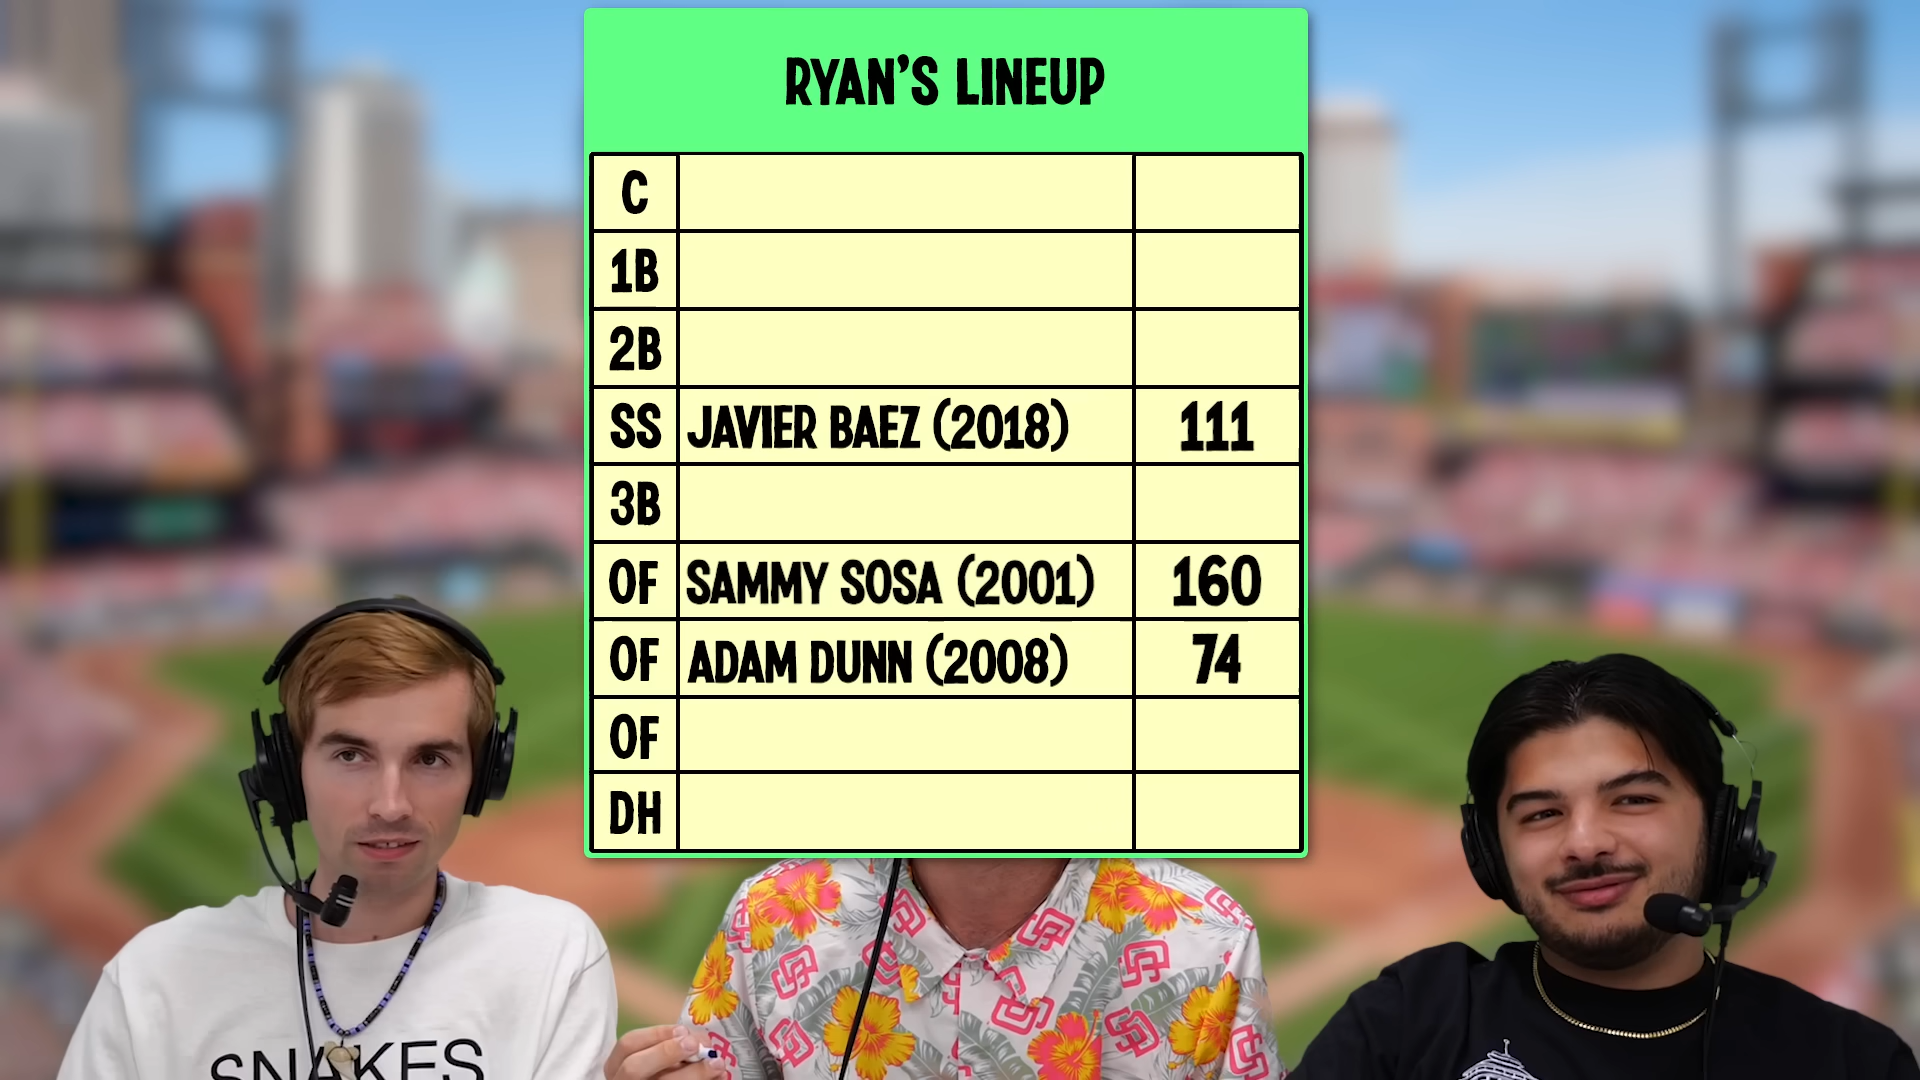 RYAN'S LINEUP
C
1B
2B
SS JAVIER BAEZ (2018) 111
3B
OF SAMMY SOSA (2001) 160
OF ADAM DUNN (2008) 74
OF
DH
SNAKES